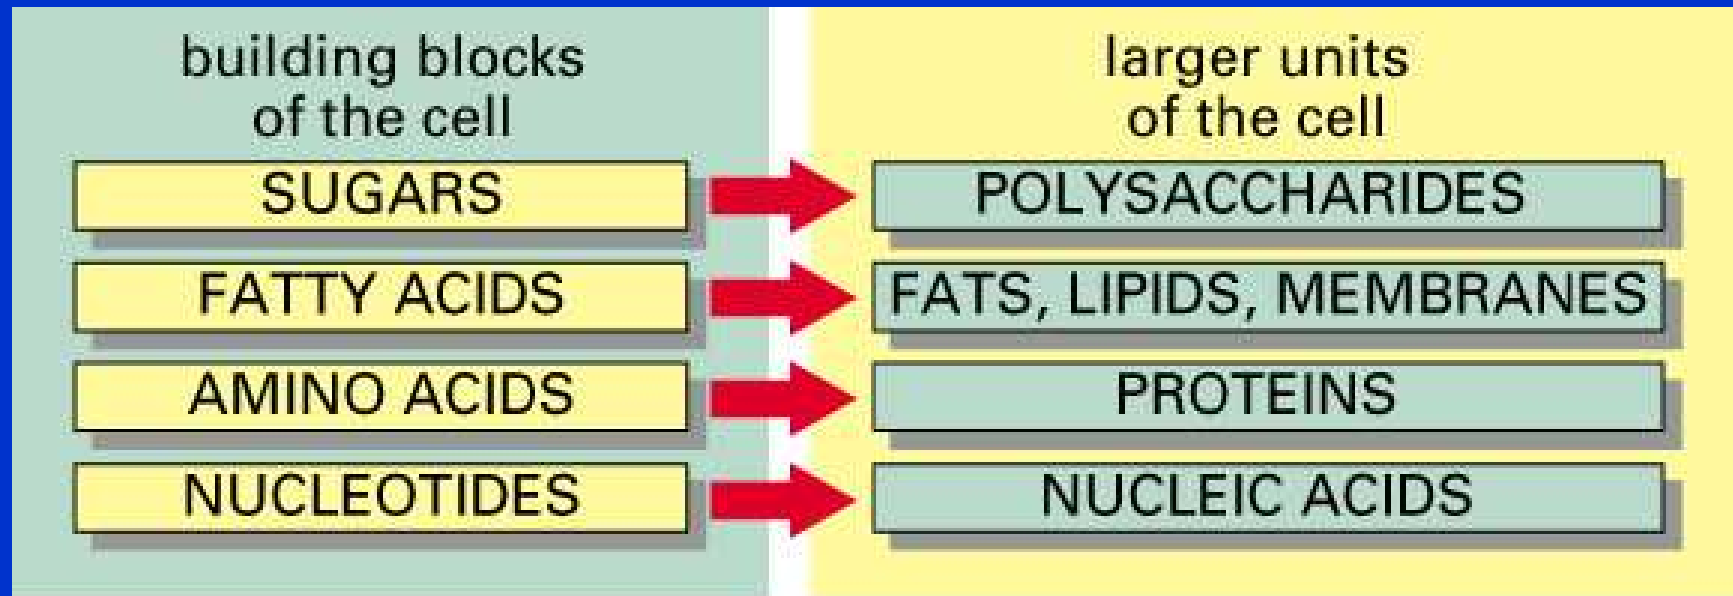 building blocks
of the cell
larger units
of the cell
SUGARS
POLYSACCHARIDES
FATTY ACIDS
FATS, LIPIDS, MEMBRANES
AMINO ACIDS
PROTEINS
NUCLEOTIDES
NUCLEIC ACIDS